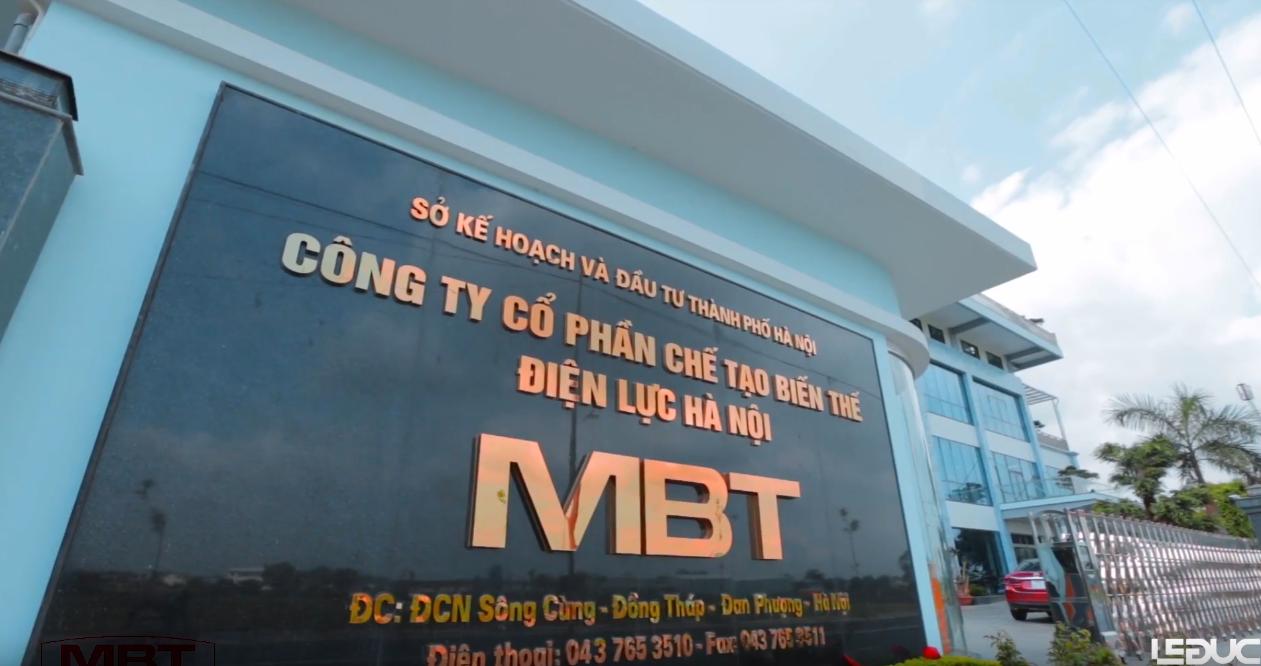 SỞ KẾ HOẠCH VÀ ĐẦU TƯ THÀNH PHỐ HÀ NỘI
CÔNG TY CỔ PHẦN CHẾ TẠO BIẾN THẾ
ĐIỆN LỰC HÀ NỘI
MBT
ĐC: ĐCN Sông Cùng - Đồng Tháp - Đan Phượng - Hà Nội
Điện thoại: 043 765 3510 - Fax: 043 765 3511
MBT
LEDUC